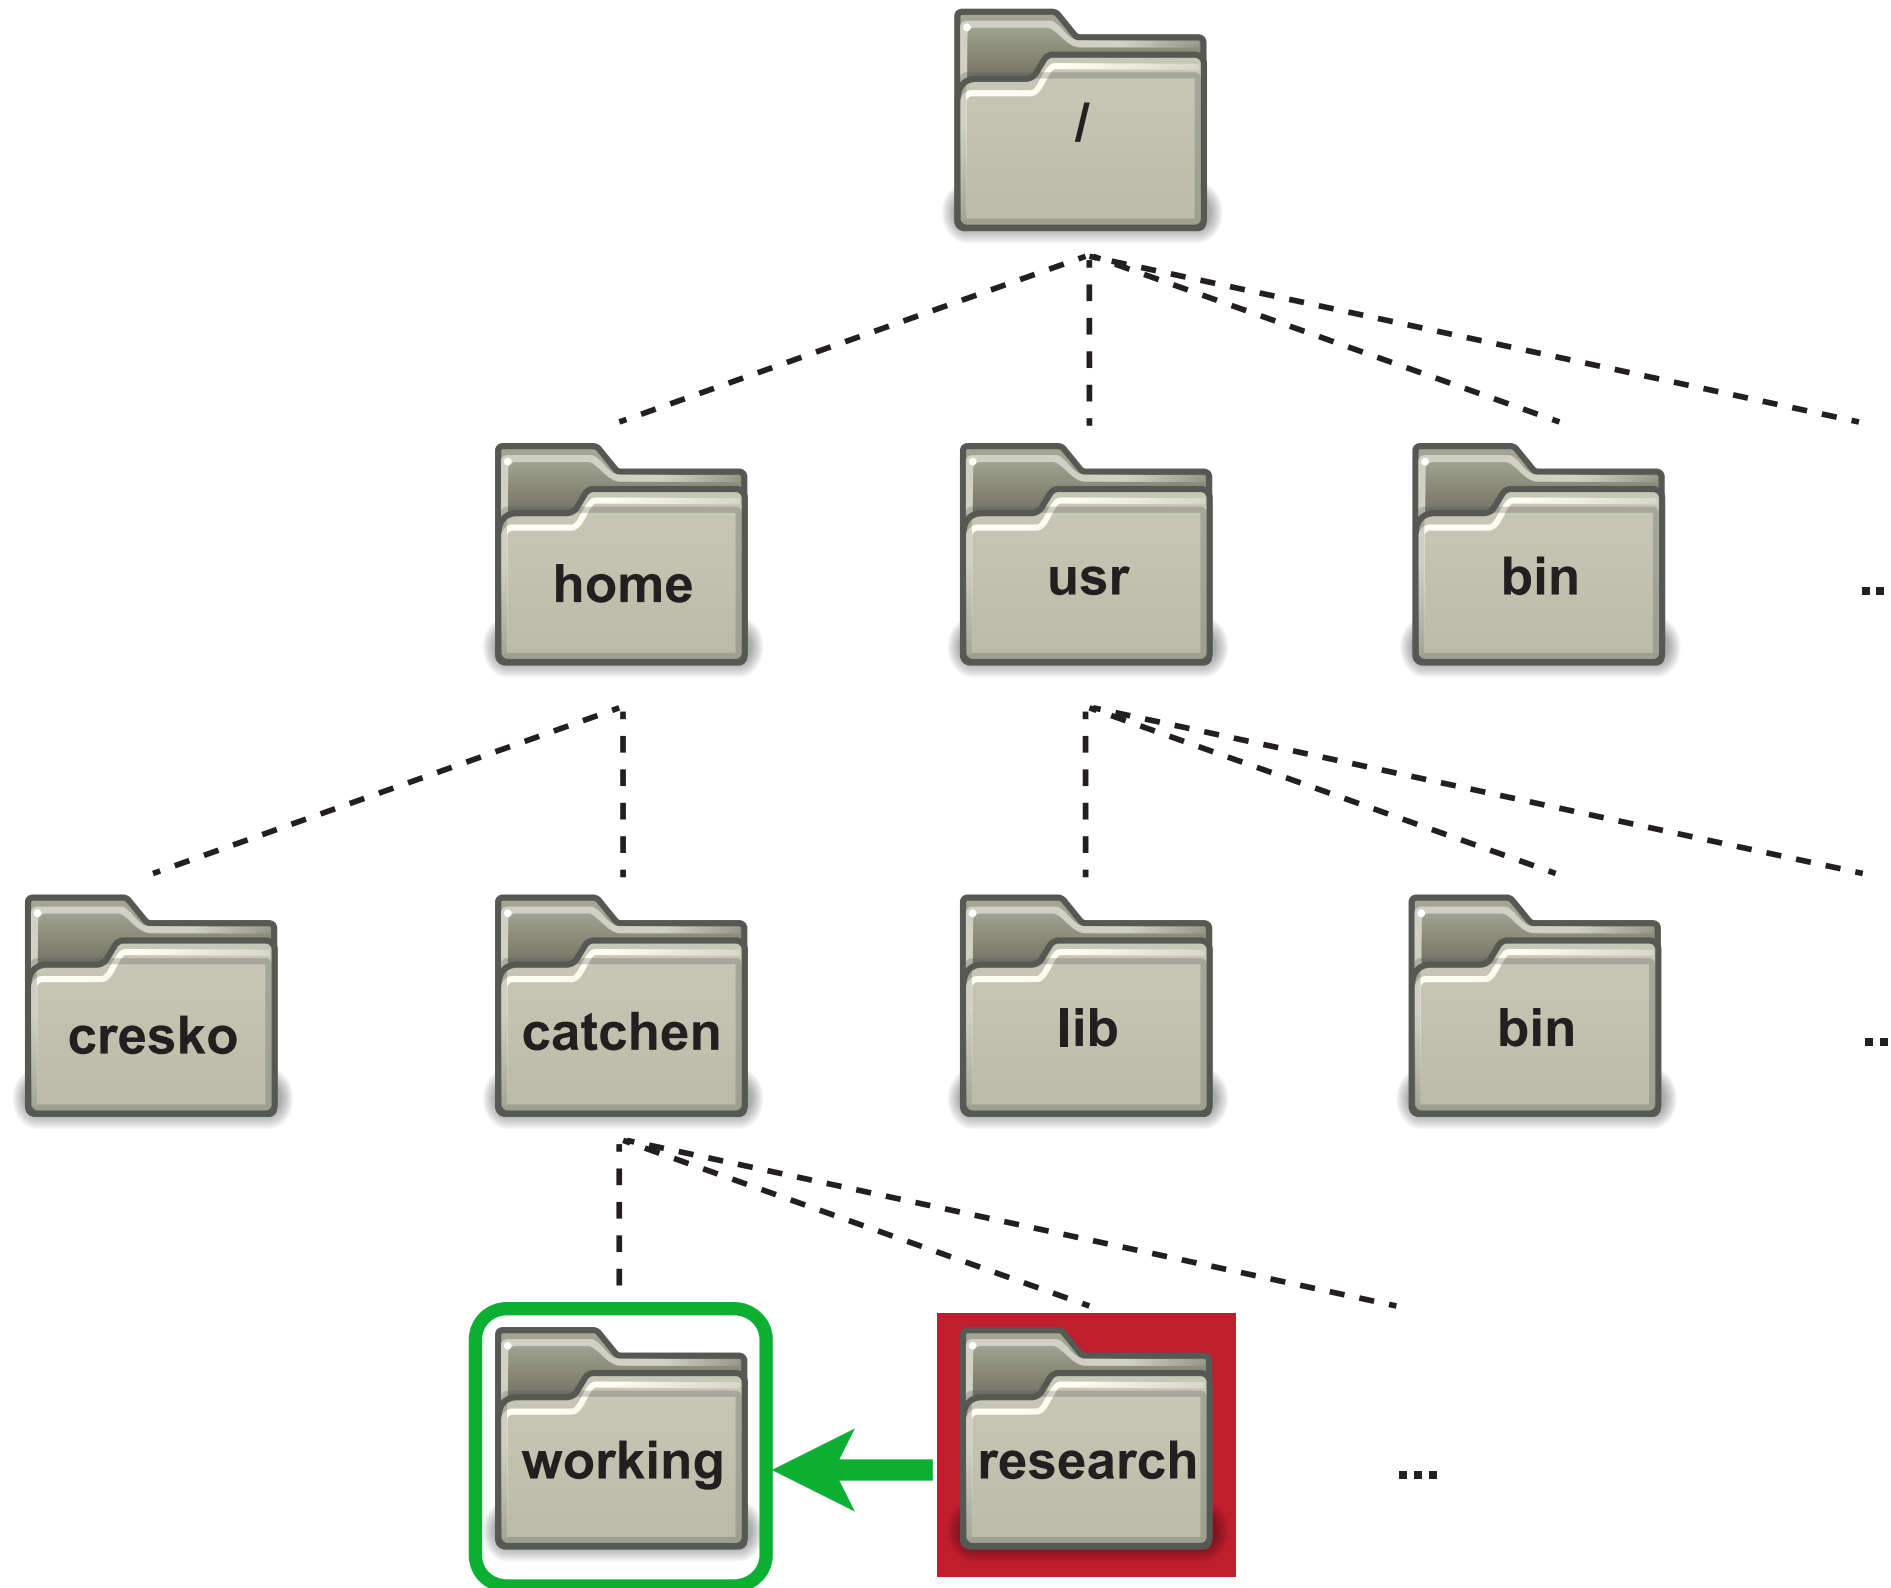 /
home
usr
bin
..
cresko
catchen
lib
bin
..
working
research
...